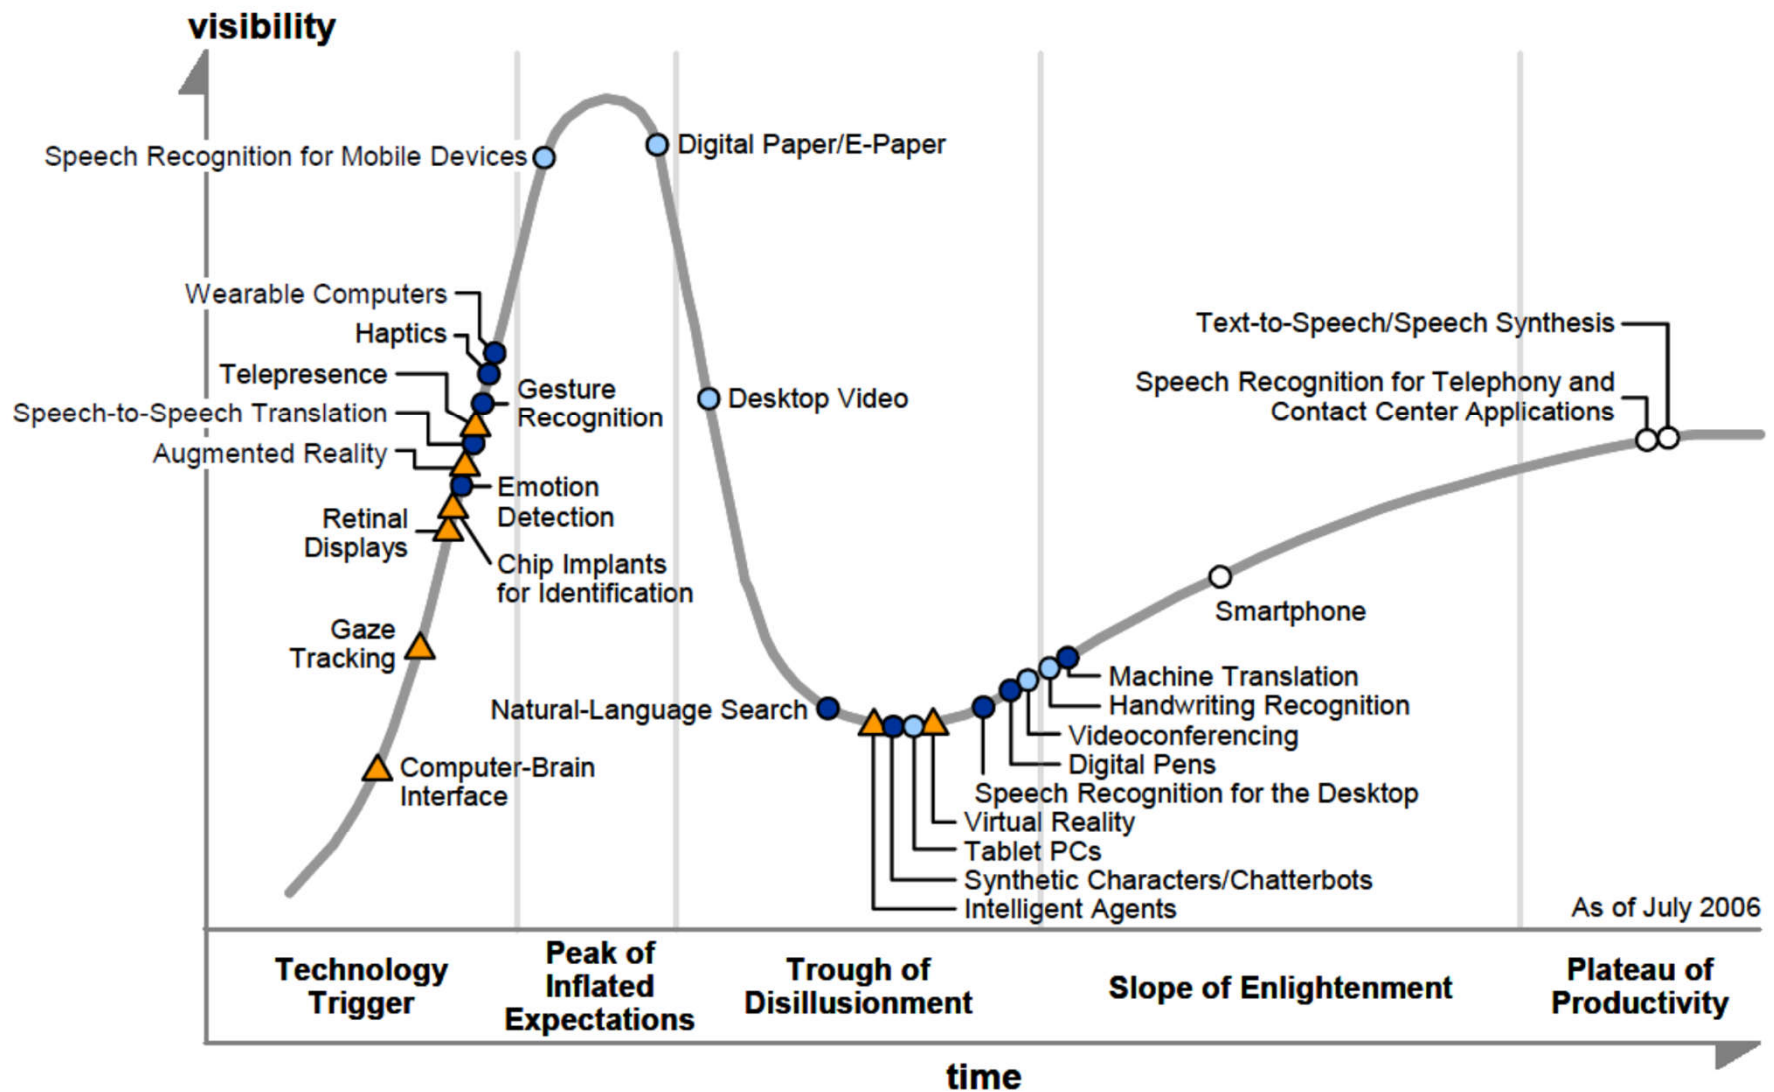 visibility
Speech Recognition for Mobile Devices
Digital Paper/E-Paper
Wearable Computers
Haptics
Telepresence
Speech-to-Speech Translation
Augmented Reality
Gesture
Recognition
Emotion
Detection
Retinal
Displays
Chip Implants
for Identification
Gaze
Tracking
Computer-Brain
Interface
Desktop Video
Natural-Language Search
Text-to-Speech/Speech Synthesis
Speech Recognition for Telephony and
Contact Center Applications
Smartphone
Machine Translation
Handwriting Recognition
Videoconferencing
Digital Pens
Speech Recognition for the Desktop
Virtual Reality
Tablet PCs
Synthetic Characters/Chatterbots
Intelligent Agents
As of July 2006
Technology
Trigger
Peak of
Inflated
Expectations
Trough of
Disillusionment
Slope of Enlightenment
Plateau of
Productivity
time